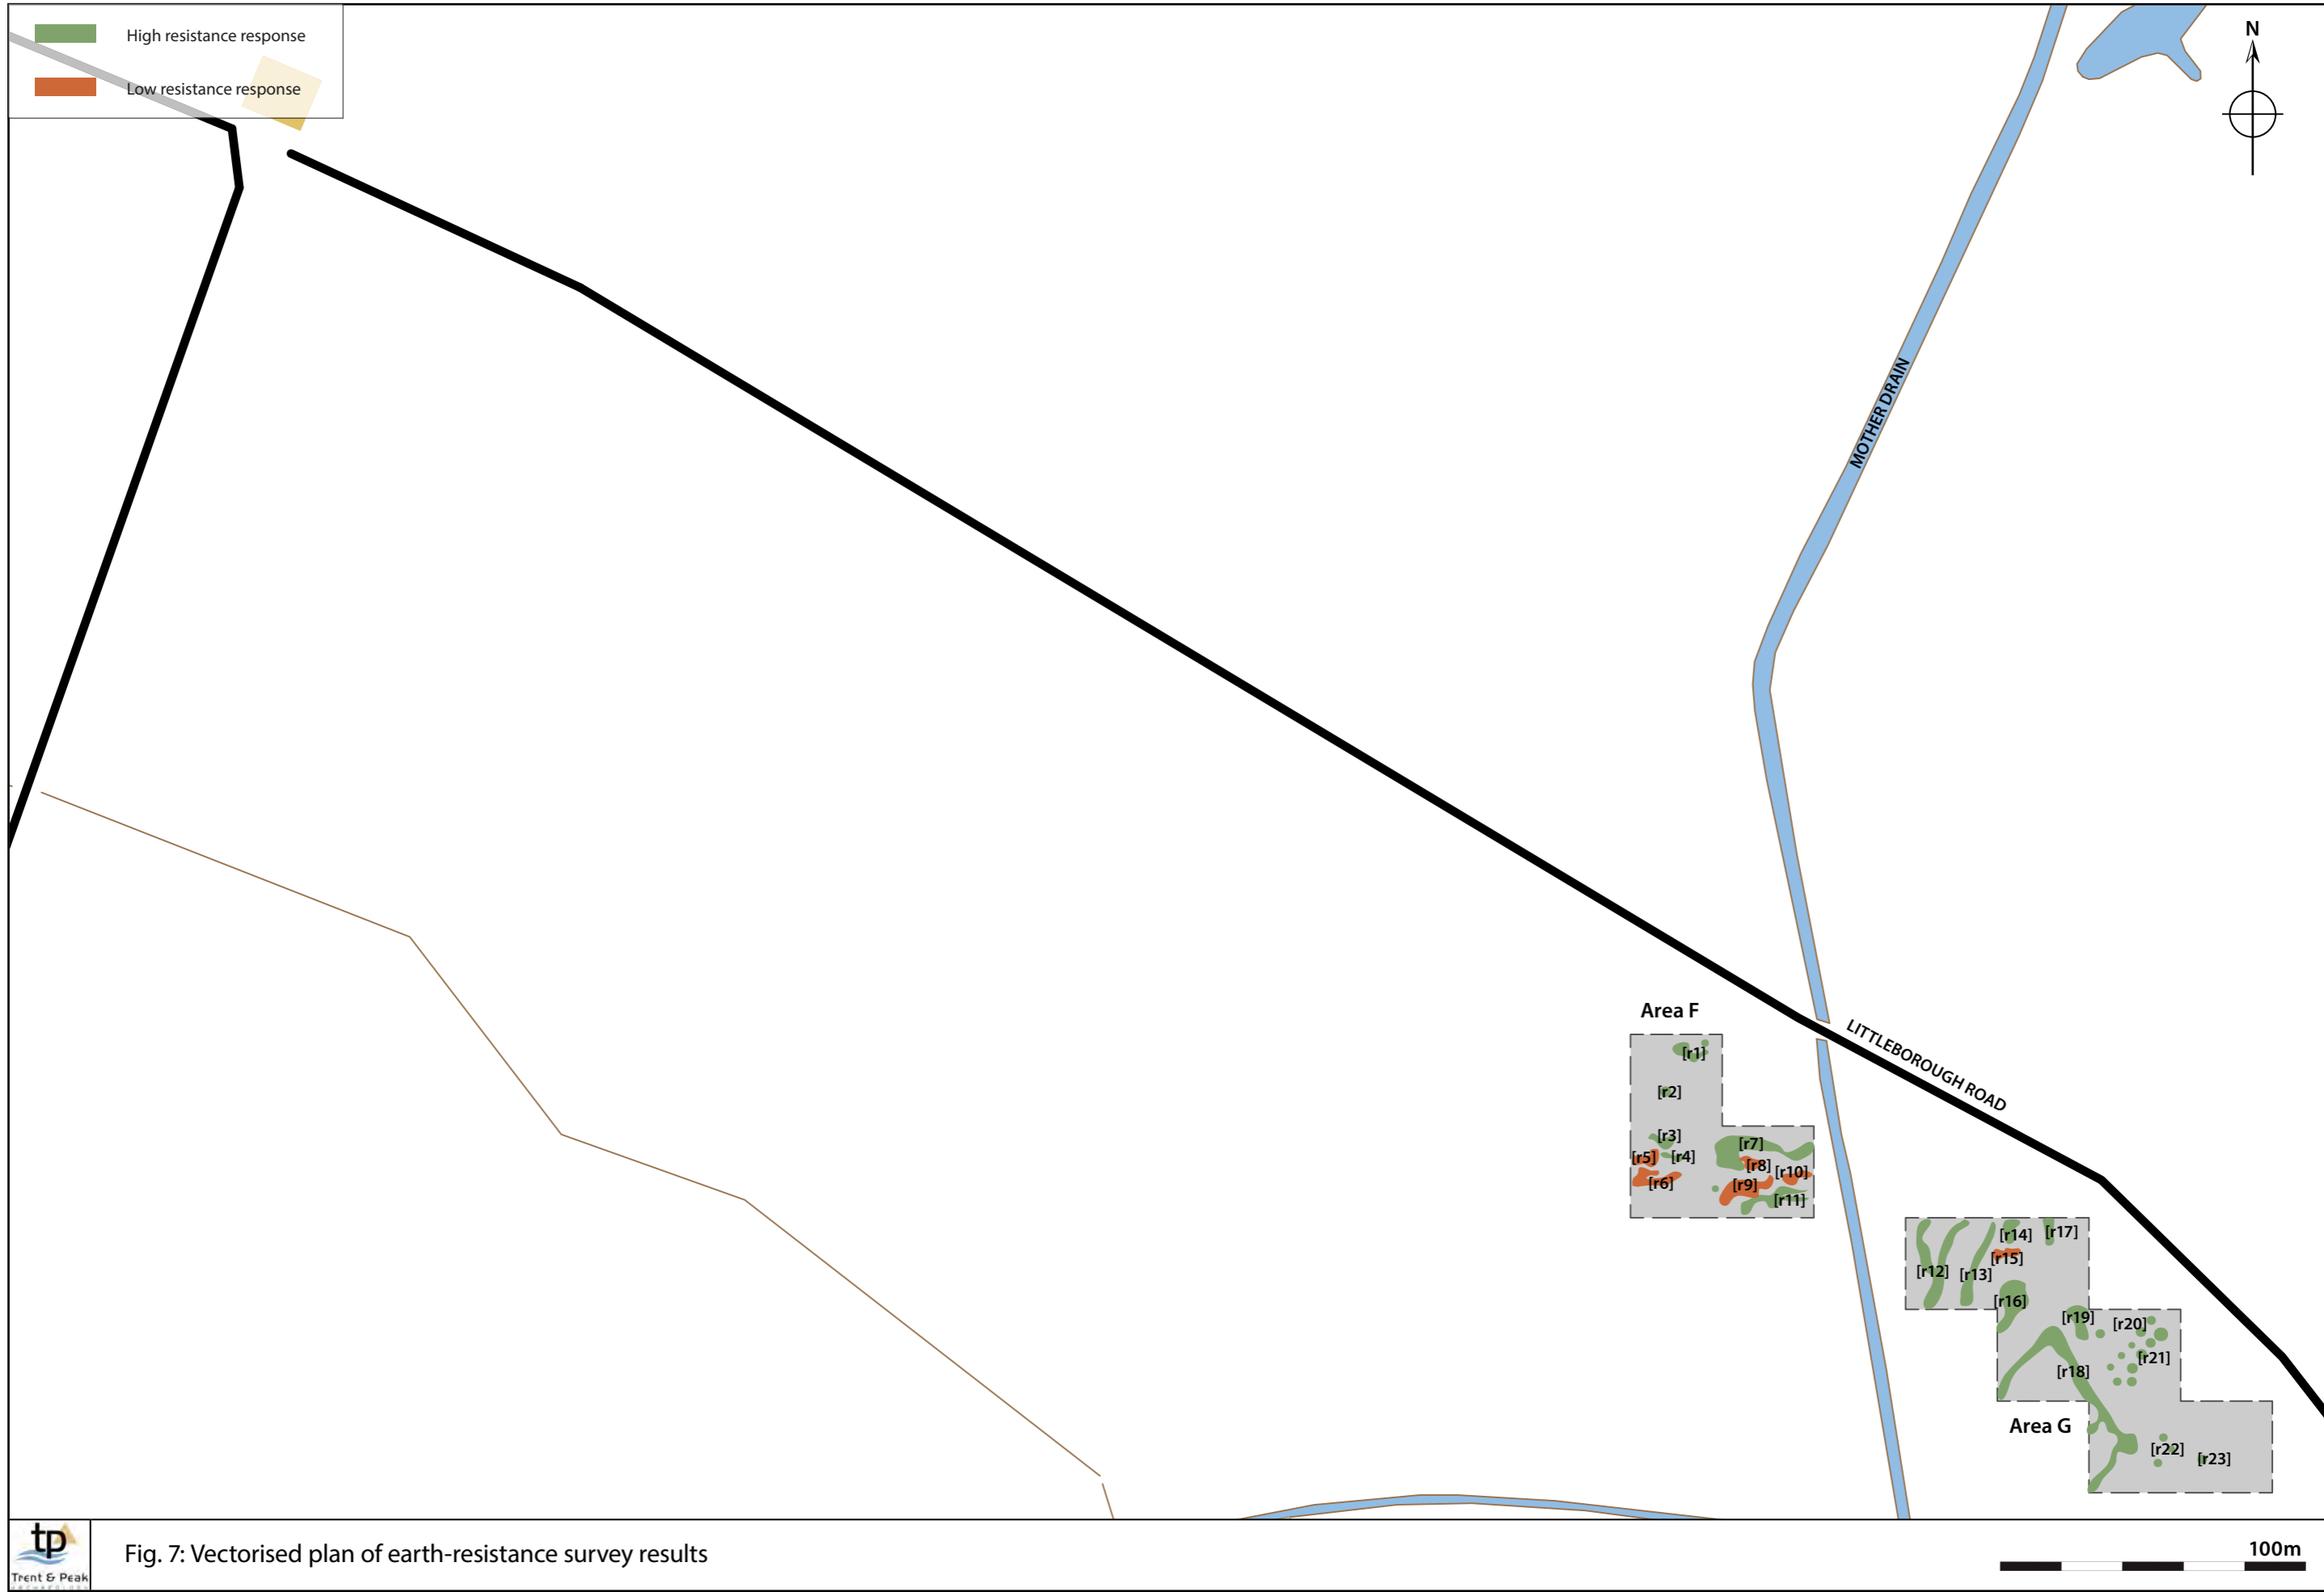 High resistance response
Low resistance response
N
MOTHER DRAIN
LITTLEBOROUGH ROAD
Area F
[r1]
[r2]
[r3]
[r4]
[r5]
[r6]
[r7]
[r8]
[r9]
[r10]
[r11]
[r12]
[r13]
[r14]
[r15]
[r16]
[r17]
[r18]
[r19]
[r20]
[r21]
Area G
[r22]
[r23]
tp
Trent & Peak
ARCHAEOLOGY
Fig. 7: Vectorised plan of earth-resistance survey results
100m